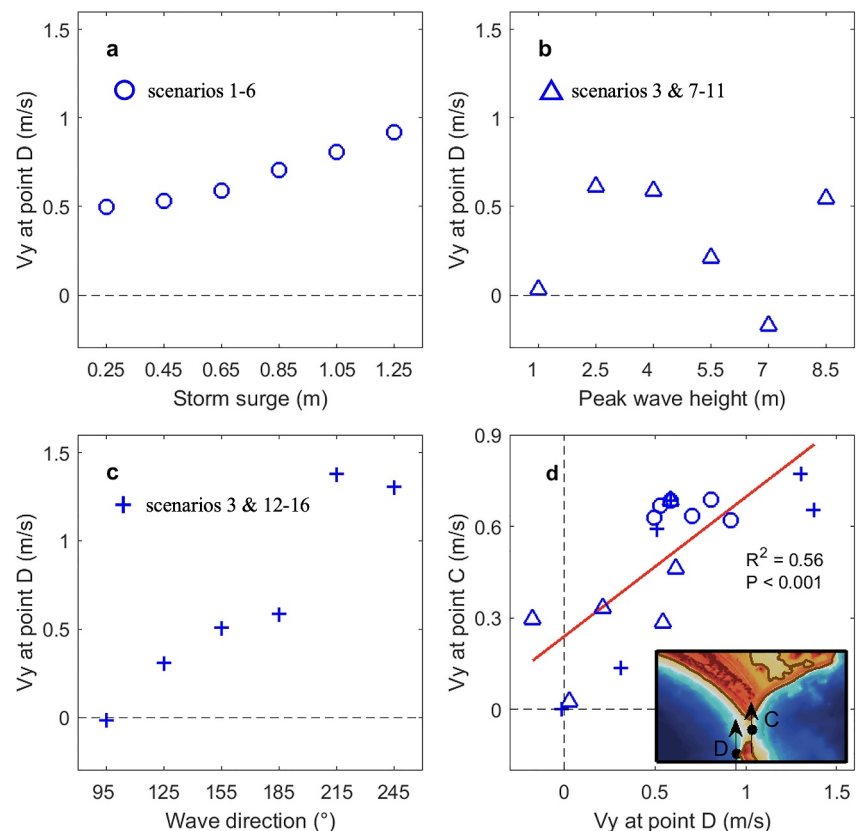 a
scenarios 1-6
Vy at point D (m/s)
1.5
1
0.5
0
0.25 0.45 0.65 0.85 1.05 1.25
Storm surge (m)
b
scenarios 3 & 7-11
Vy at point D (m/s)
1.5
1
0.5
0
1 2.5 4 5.5 7 8.5
Peak wave height (m)
c
scenarios 3 & 12-16
Vy at point D (m/s)
1.5
1
0.5
0
95 125 155 185 215 245
Wave direction (°)
d
Vy at point C (m/s)
0.9
0.6
0.3
0
R² = 0.56
P < 0.001
C
D
0 0.5 1 1.5
Vy at point D (m/s)